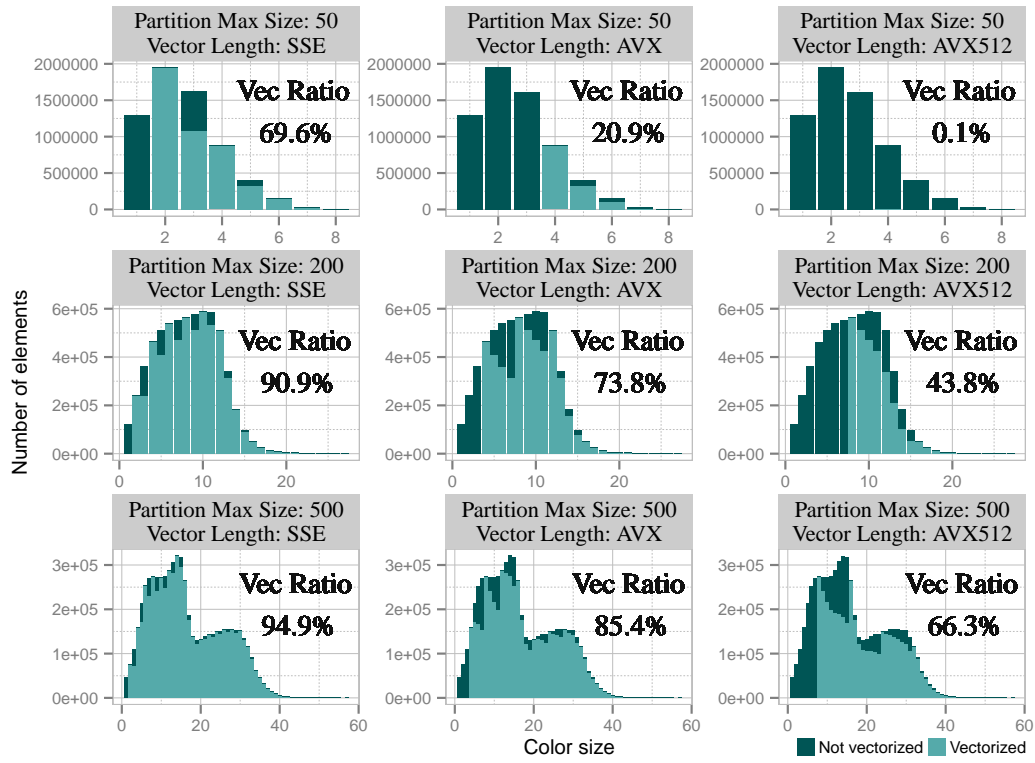 Partition Max Size: 50
Vector Length: SSE
Partition Max Size: 50
Vector Length: AVX
Partition Max Size: 50
Vector Length: AVX512
2000000
1500000
1000000
500000
0
Vec Ratio
69.6%
2 4 6 8
2000000
1500000
1000000
500000
0
Vec Ratio
20.9%
2 4 6 8
2000000
1500000
1000000
500000
0
Vec Ratio
0.1%
2 4 6 8
Number of elements
Partition Max Size: 200
Vector Length: SSE
Partition Max Size: 200
Vector Length: AVX
Partition Max Size: 200
Vector Length: AVX512
6e+05
4e+05
2e+05
0e+00
Vec Ratio
90.9%
0 10 20
6e+05
4e+05
2e+05
0e+00
Vec Ratio
73.8%
0 10 20
6e+05
4e+05
2e+05
0e+00
Vec Ratio
43.8%
0 10 20
Partition Max Size: 500
Vector Length: SSE
Partition Max Size: 500
Vector Length: AVX
Partition Max Size: 500
Vector Length: AVX512
3e+05
2e+05
1e+05
0e+00
Vec Ratio
94.9%
0 20 40 60
3e+05
2e+05
1e+05
0e+00
Vec Ratio
85.4%
0 20 40 60
3e+05
2e+05
1e+05
0e+00
Vec Ratio
66.3%
0 20 40 60
Color size
Not vectorized Vectorized